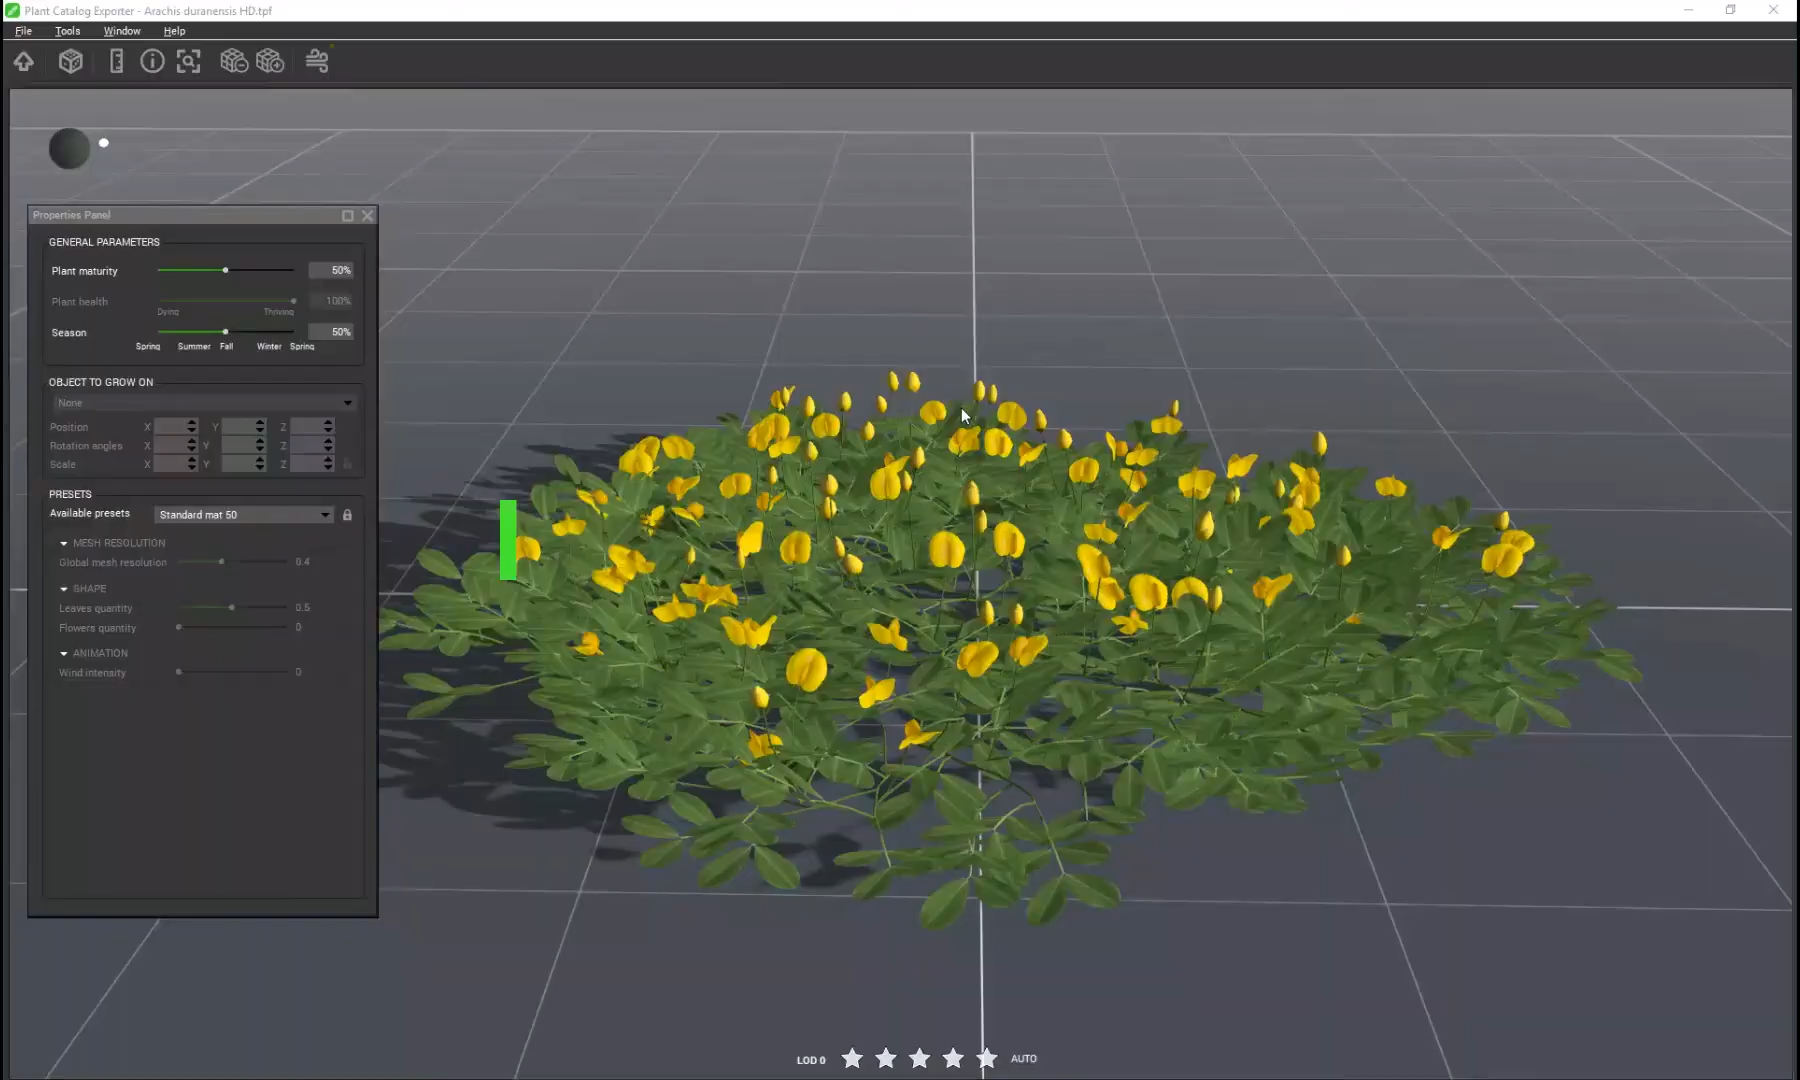 Plant Catalog Exporter - Arachis duranensis HD.tpf
File Tools Window Help
Properties Panel
GENERAL PARAMETERS
Plant maturity 50%
Plant health 100%
Dying Thriving
Season 50%
Spring Summer Fall Winter Spring
OBJECT TO GROW ON
None
Position X Y Z
Rotation angles X Y Z
Scale X Y Z
PRESETS
Available presets Standard mat 50
MESH RESOLUTION
Global mesh resolution 0.4
SHAPE
Leaves quantity 0.5
Flowers quantity 0
ANIMATION
Wind intensity 0
LOD 0 AUTO